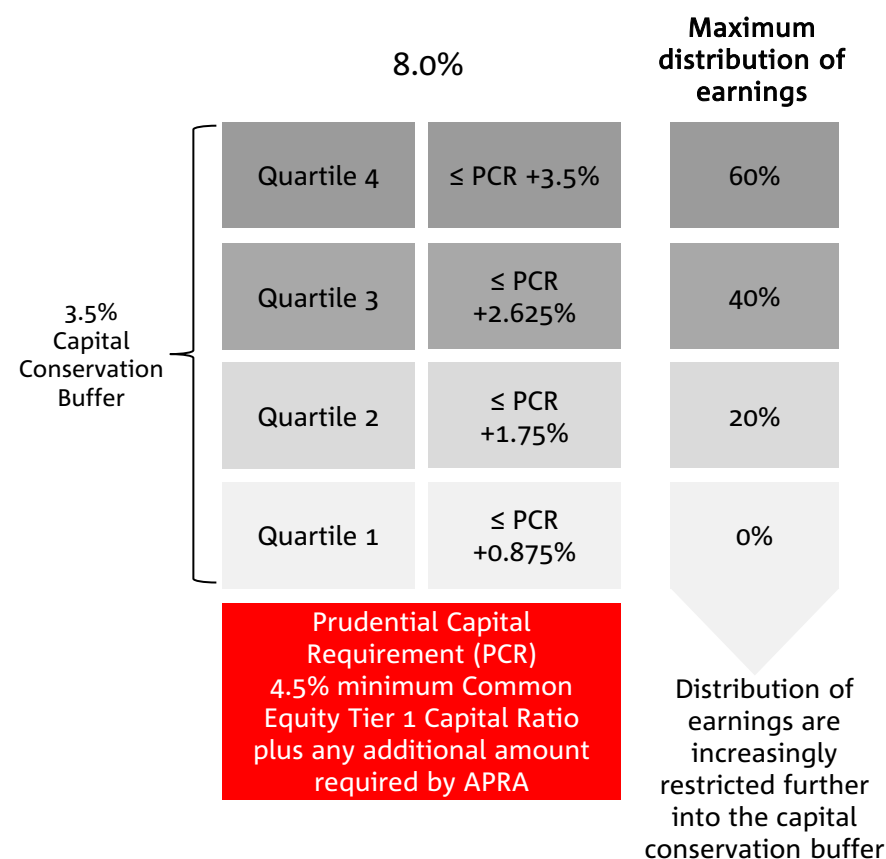 8.0%
Maximum
distribution of
earnings
Quartile 4
≤ PCR +3.5%
60%
Quartile 3
≤ PCR
+2.625%
40%
3.5%
Capital
Conservation
Buffer
Quartile 2
≤ PCR
+1.75%
20%
Quartile 1
≤ PCR
+0.875%
0%
Prudential Capital
Requirement (PCR)
4.5% minimum Common
Equity Tier 1 Capital Ratio
plus any additional amount
required by APRA
Distribution of
earnings are
increasingly
restricted further
into the capital
conservation buffer